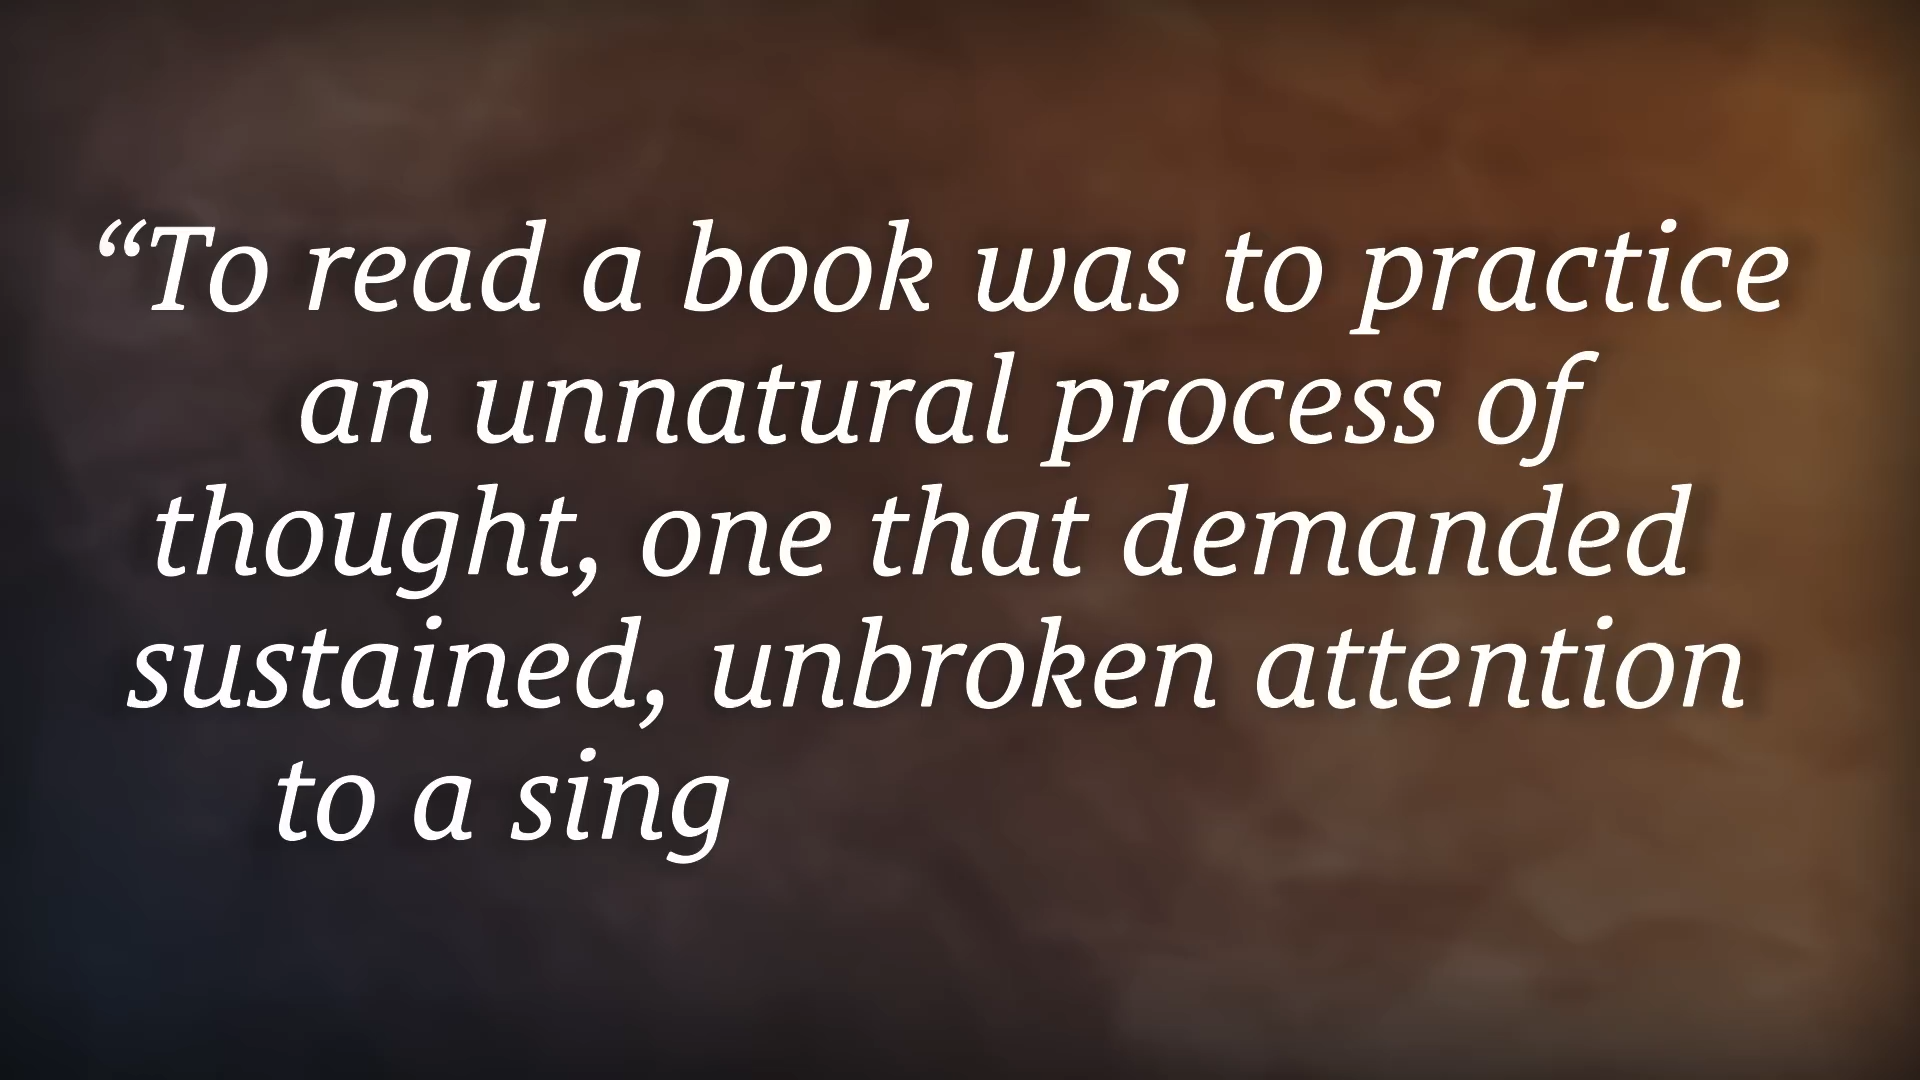 “To read a book was to practice
an unnatural process of
thought, one that demanded
sustained, unbroken attention
to a sing